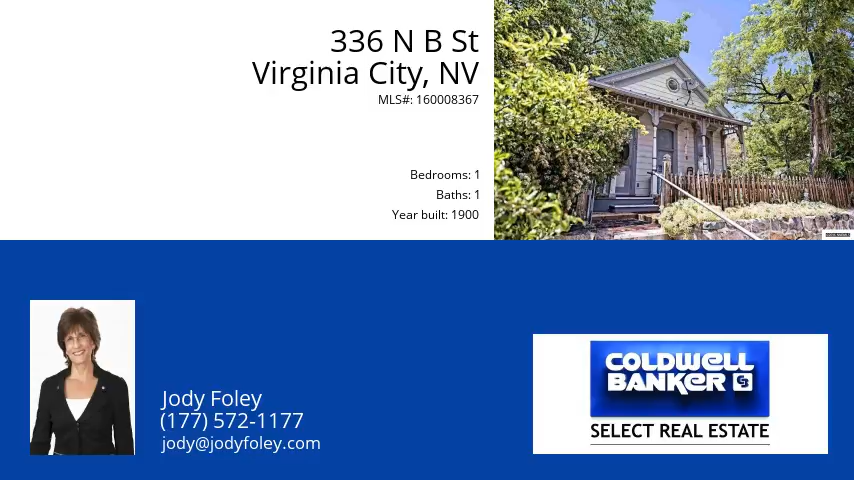 336 N B St
Virginia City, NV
MLS#: 160008367
Bedrooms: 1
Baths: 1
Year built: 1900
Jody Foley
(177) 572-1177
jody@jodyfoley.com
COLDWELL
BANKER CB
SELECT REAL ESTATE